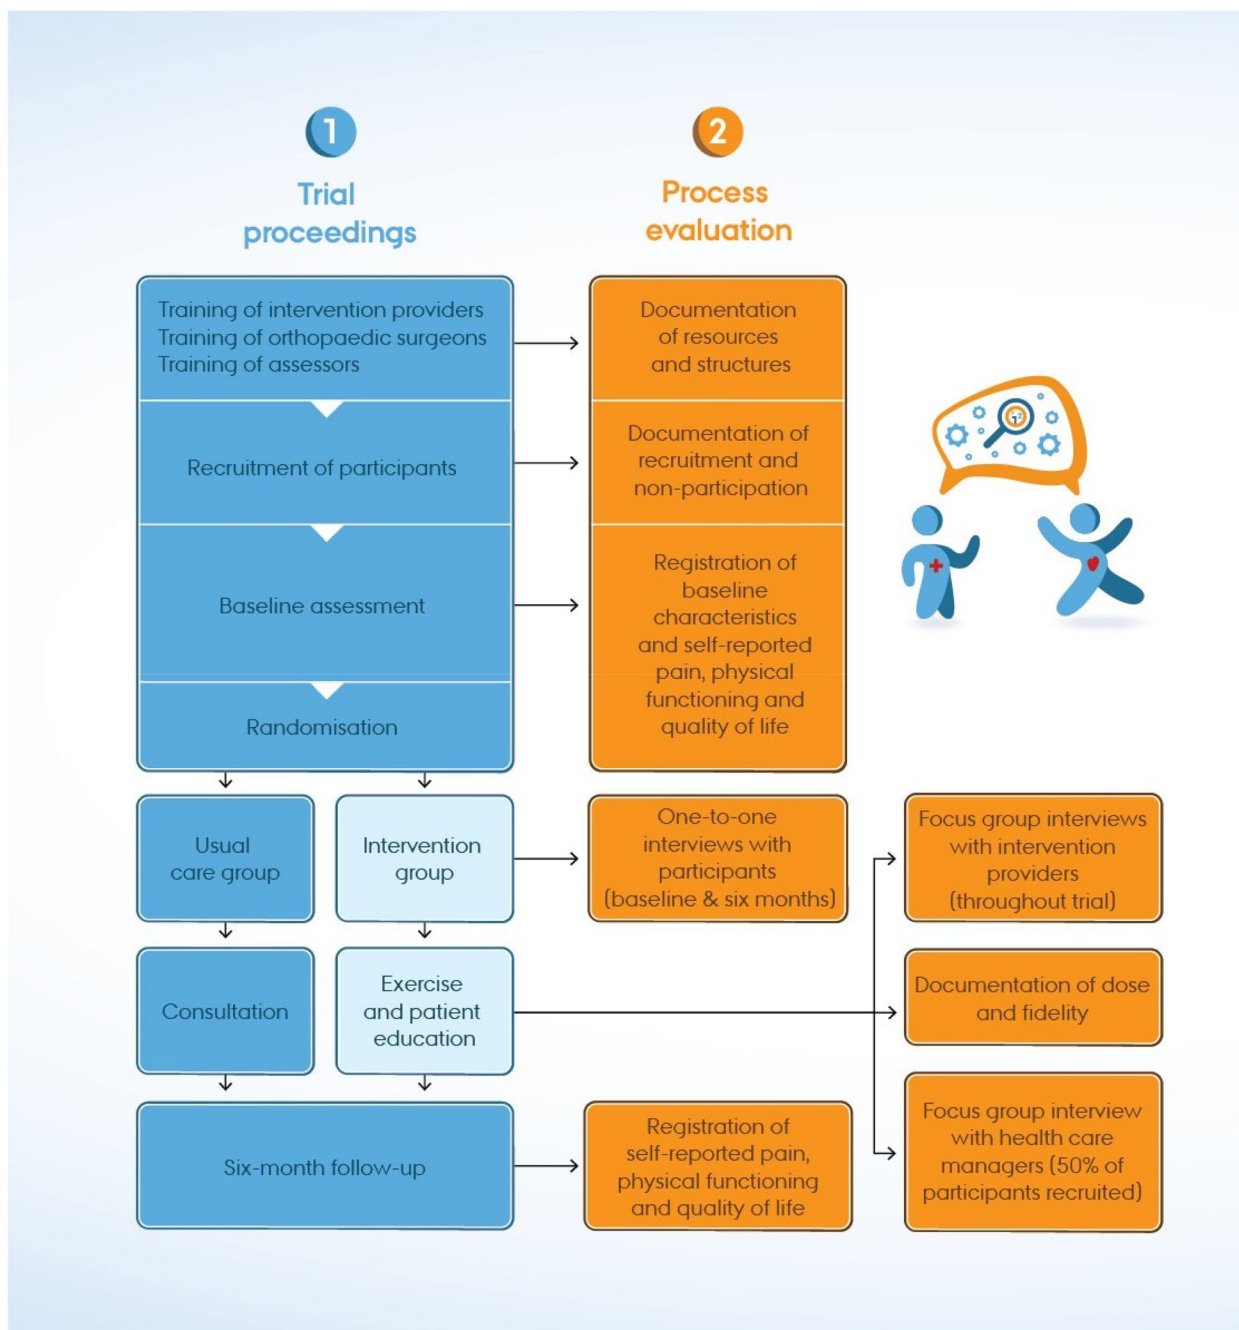 1
Trial
proceedings
2
Process
evaluation
Training of intervention providers
Training of orthopaedic surgeons
Training of assessors
Documentation
of resources
and structures
Recruitment of participants
Documentation of
recruitment and
non-participation
Baseline assessment
Registration of
baseline
characteristics
and self-reported
pain, physical
functioning and
quality of life
Randomisation
Usual
care group
Intervention
group
One-to-one
interviews with
participants
(baseline & six months)
Focus group interviews
with intervention
providers
(throughout trial)
Consultation
Exercise
and patient
education
Documentation of dose
and fidelity
Six-month follow-up
Registration of
self-reported pain,
physical functioning
and quality of life
Focus group interview
with health care
managers (50% of
participants recruited)